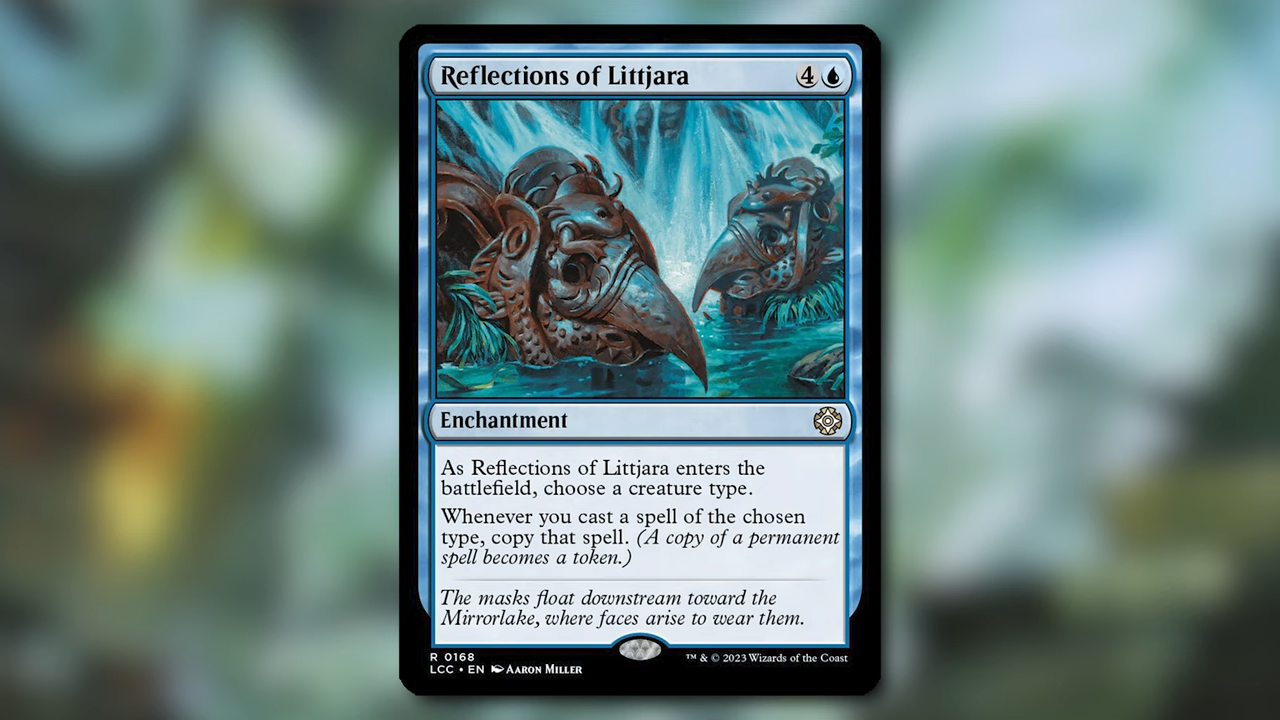 Reflections of Littjara 4
Enchantment
As Reflections of Littjara enters the
battlefield, choose a creature type.
Whenever you cast a spell of the chosen
type, copy that spell. (A copy of a permanent
spell becomes a token.)
The masks float downstream toward the
Mirrorlake, where faces arise to wear them.
R 0168
LCC • EN Aaron Miller
™ & © 2023 Wizards of the Coast